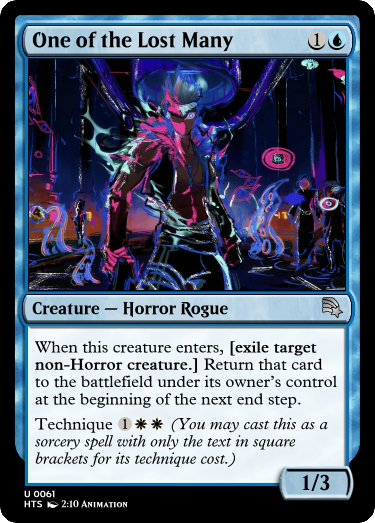 One of the Lost Many 1
Creature — Horror Rogue
When this creature enters, [exile target
non-Horror creature.] Return that card
to the battlefield under its owner's control
at the beginning of the next end step.
Technique 1 (You may cast this as a
sorcery spell with only the text in square
brackets for its technique cost.)
1/3
U 0061
HTS 2:10 Animation